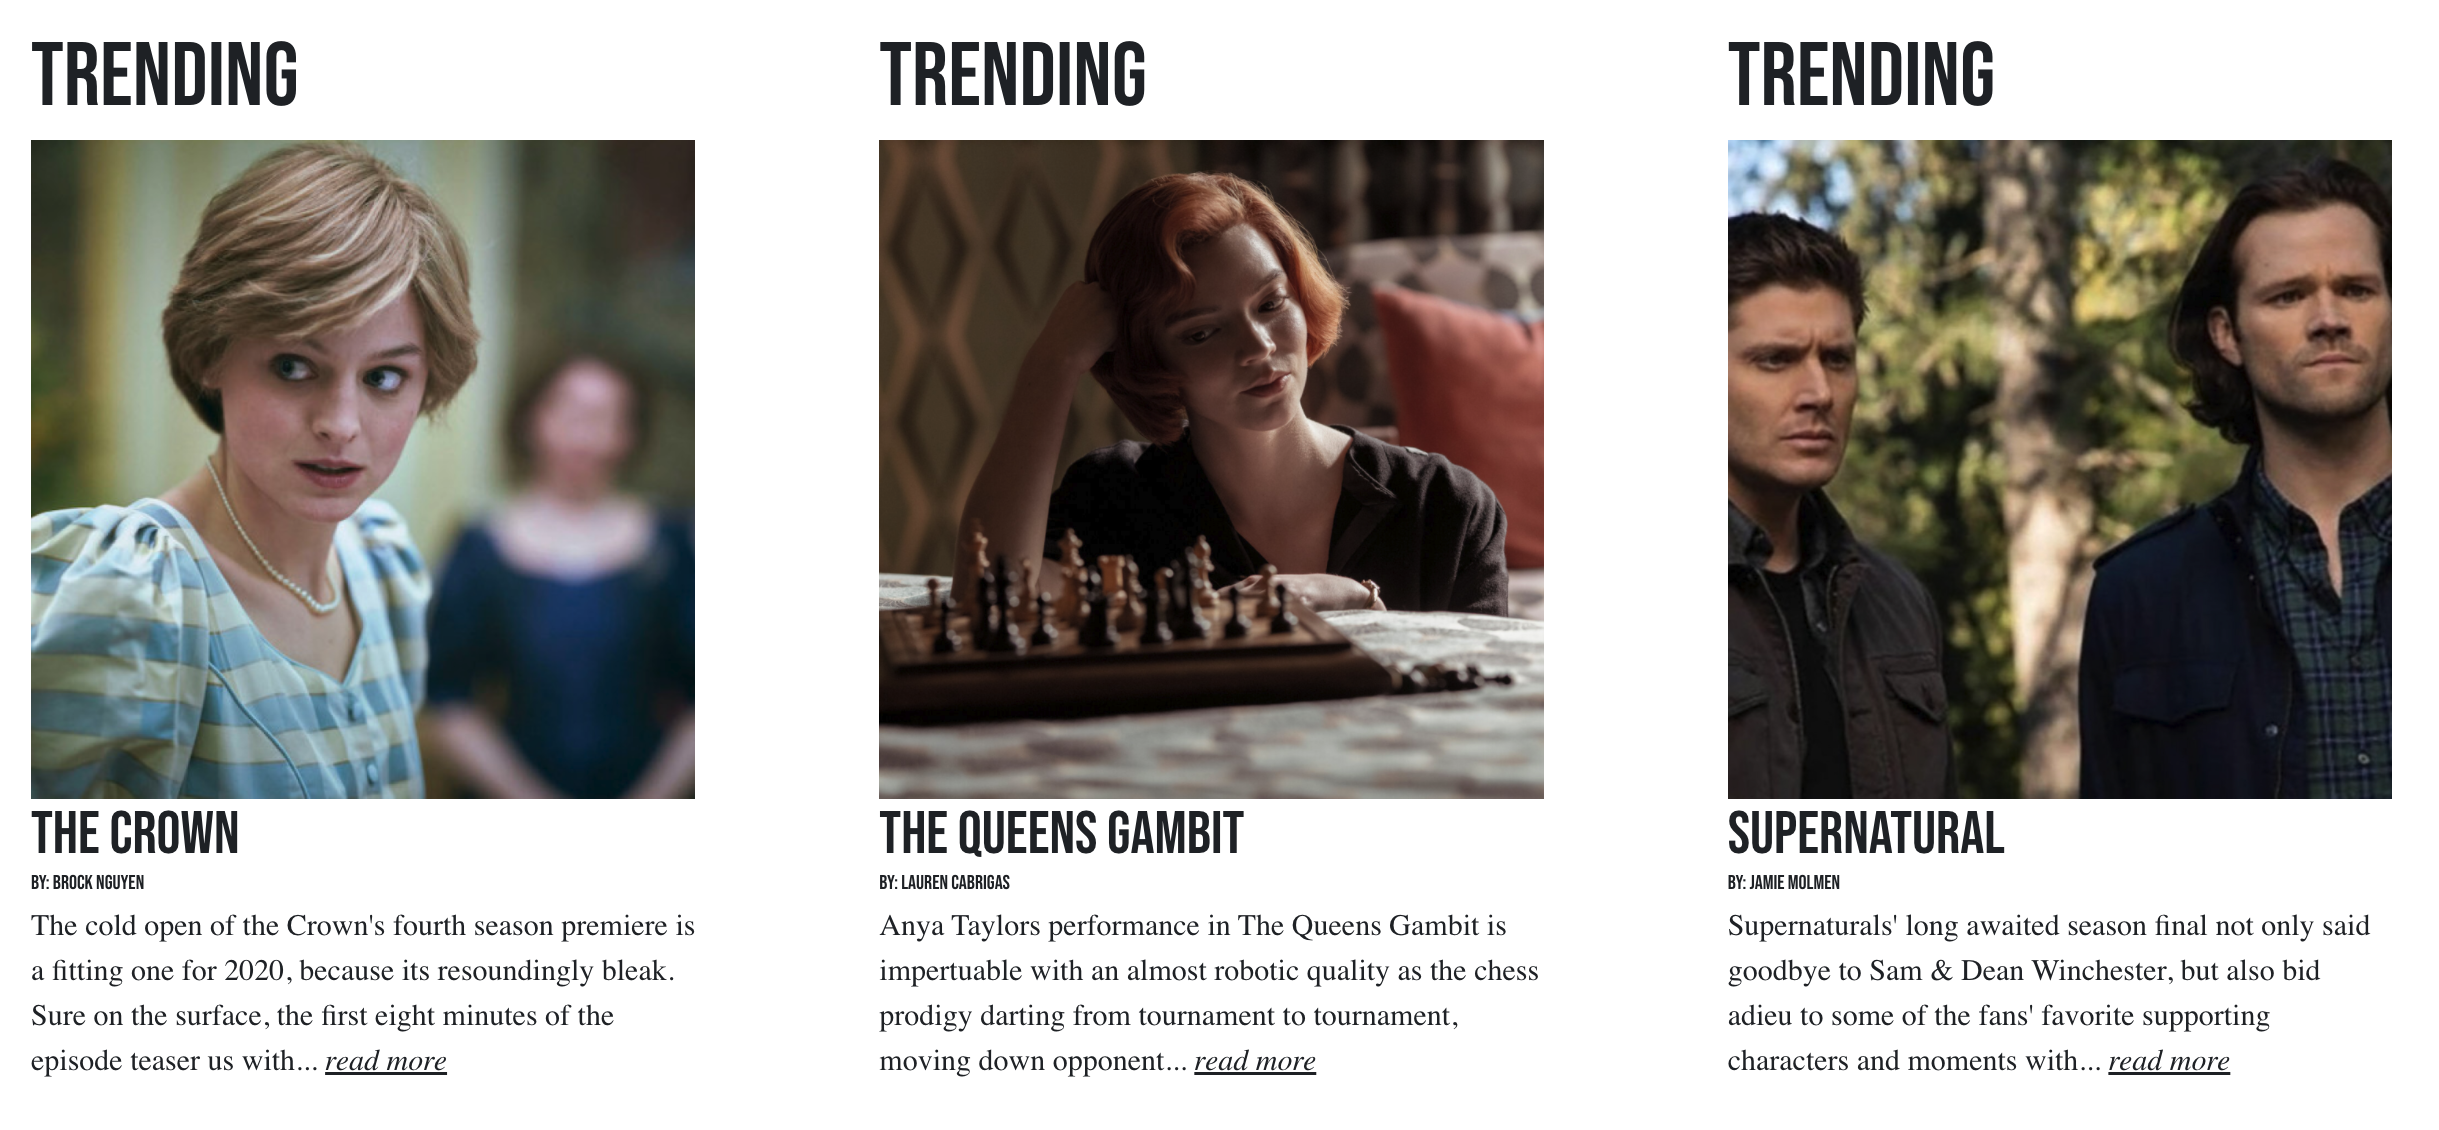 TRENDING
THE CROWN
BY: BROCK NGUYEN
The cold open of the Crown's fourth season premiere is
a fitting one for 2020, because its resoundingly bleak.
Sure on the surface, the first eight minutes of the
episode teaser us with... read more
TRENDING
THE QUEENS GAMBIT
BY: LAUREN CABRIGAS
Anya Taylors performance in The Queens Gambit is
impertuable with an almost robotic quality as the chess
prodigy darting from tournament to tournament,
moving down opponent... read more
TRENDING
SUPERNATURAL
BY: JAMIE MOLMEN
Supernaturals' long awaited season final not only said
goodbye to Sam & Dean Winchester, but also bid
adieu to some of the fans' favorite supporting
characters and moments with... read more